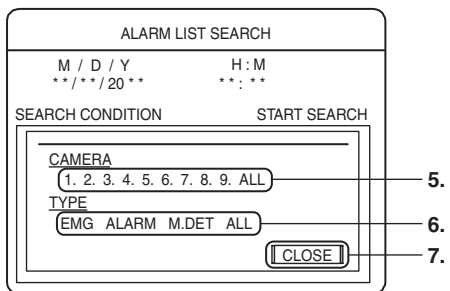 ALARM LIST SEARCH
M / D / Y H : M
* * / * * / 20 * * * * : * *
SEARCH CONDITION START SEARCH
CAMERA
1. 2. 3. 4. 5. 6. 7. 8. 9. ALL 5.
TYPE
EMG ALARM M.DET ALL 6.
CLOSE 7.